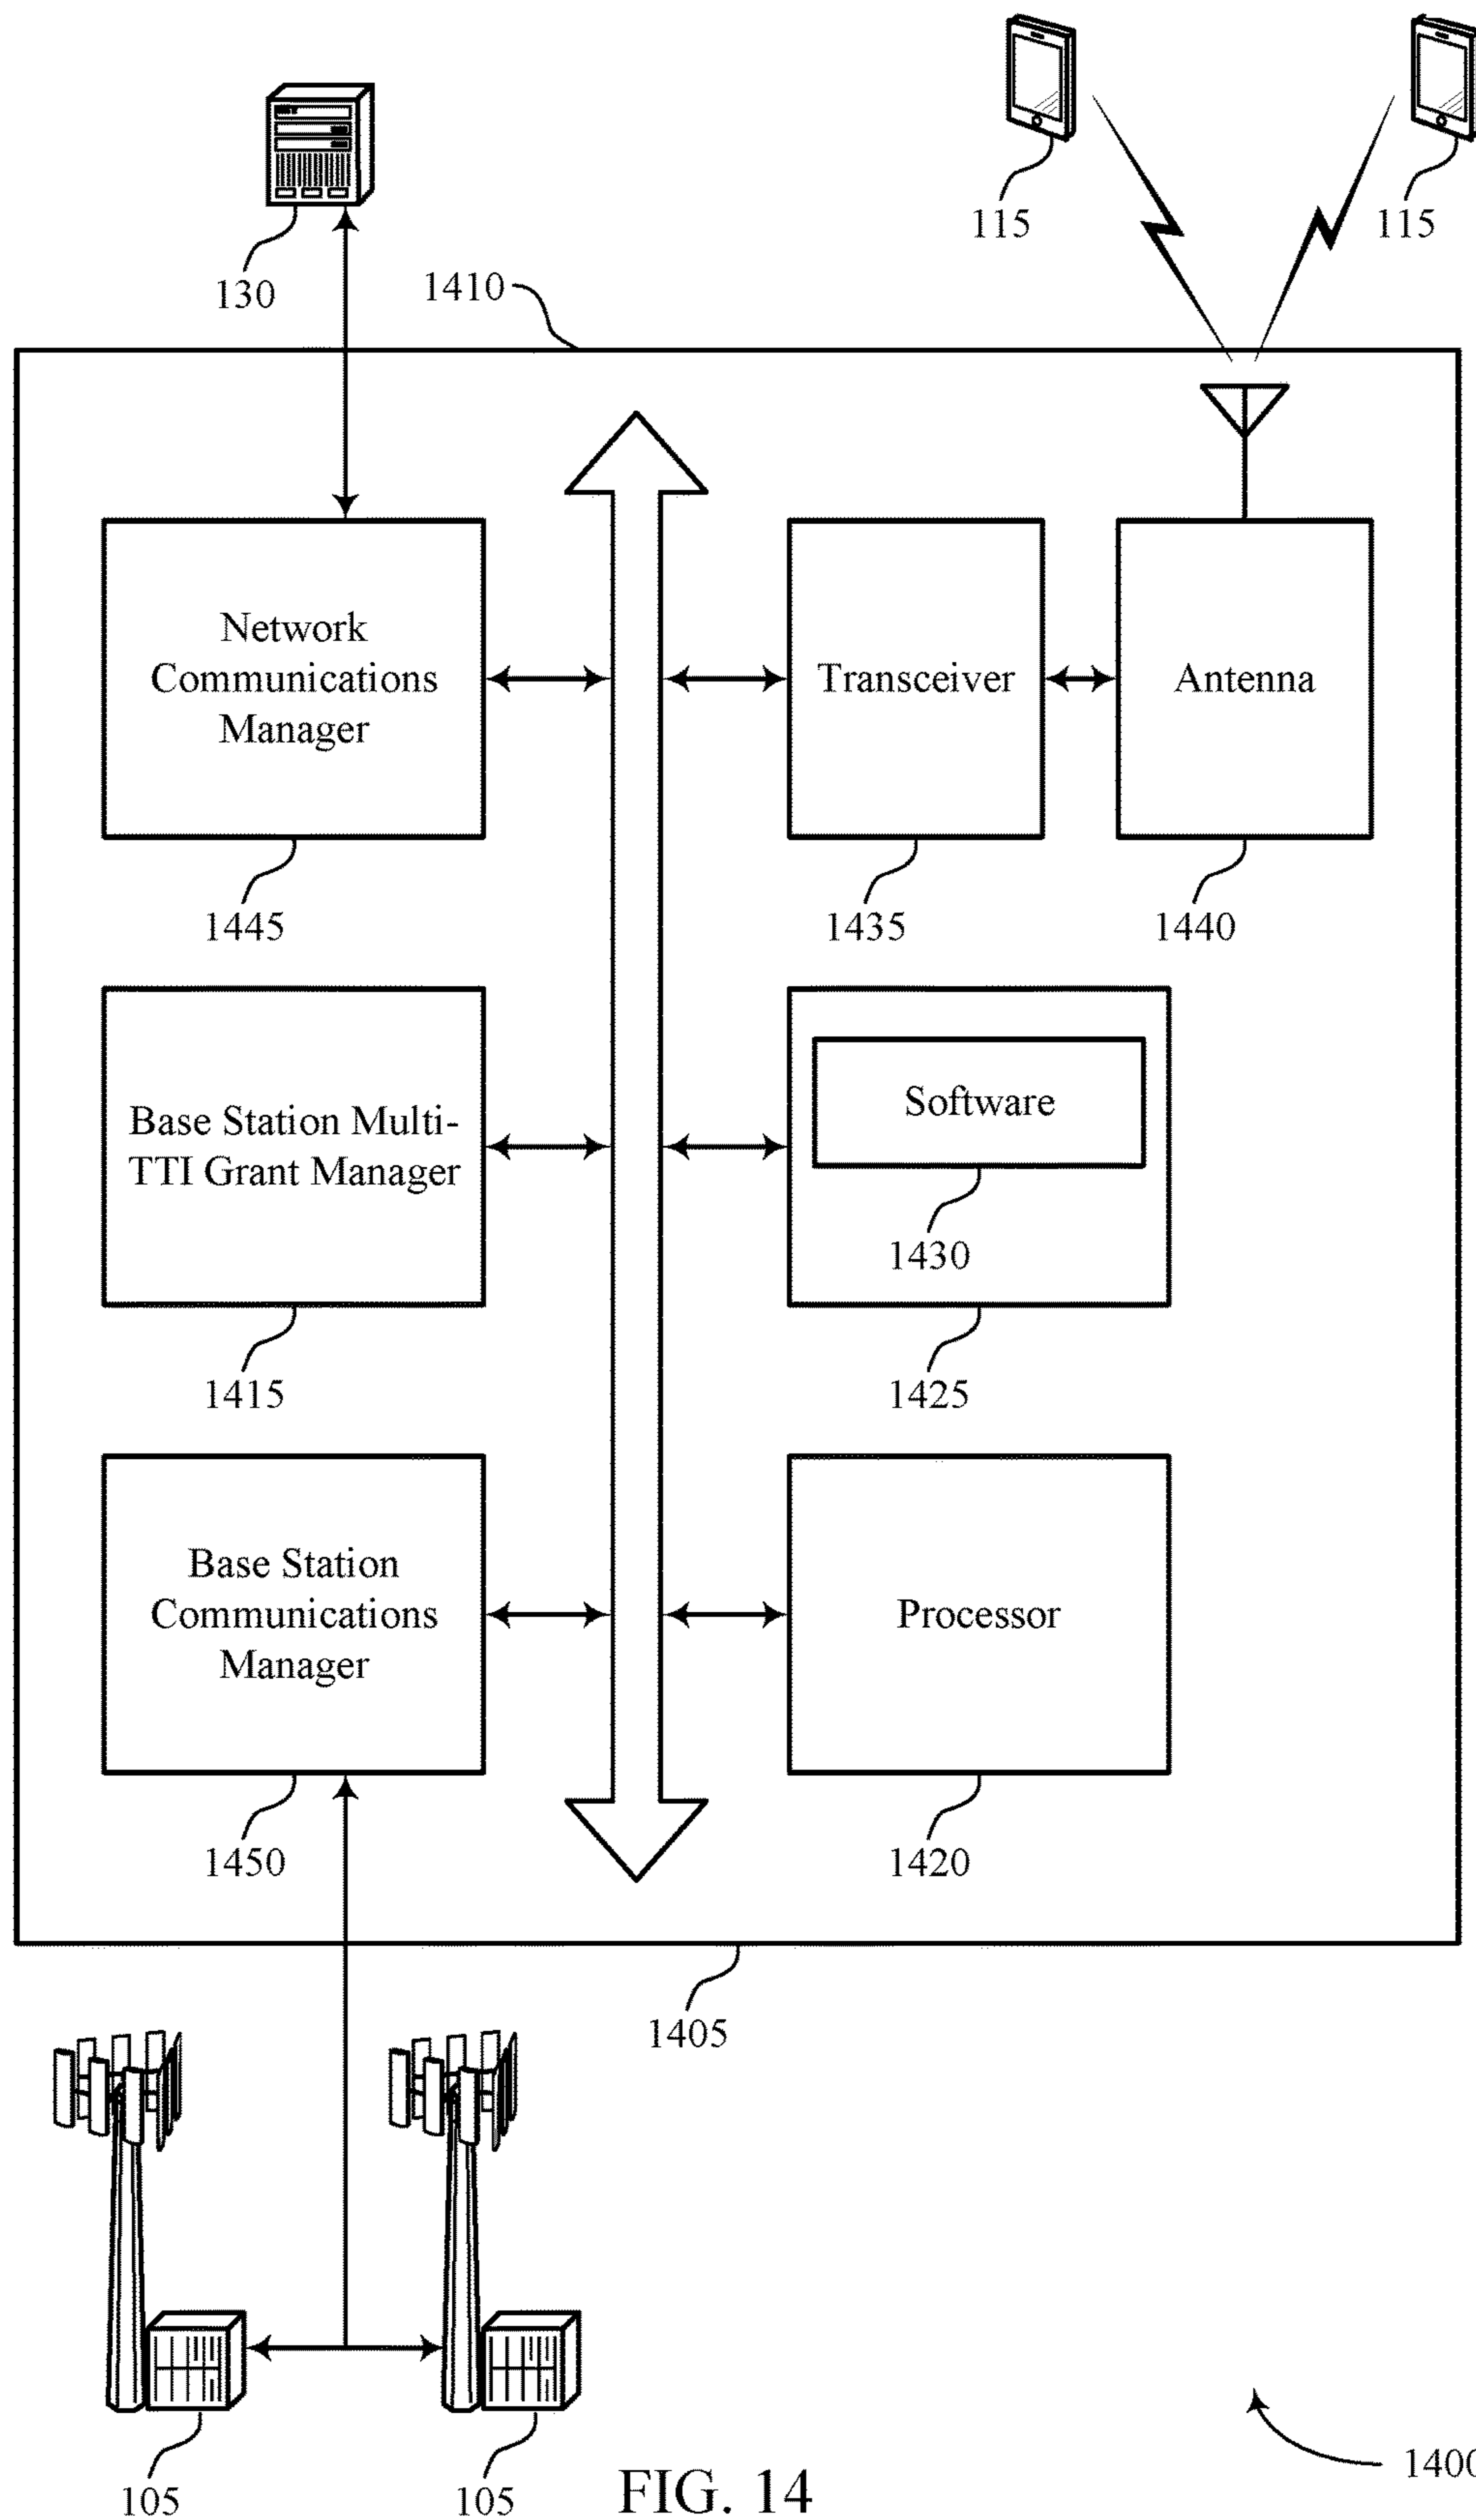 115
115
130
1410
Network
Communications
Manager
Transceiver
Antenna
1445
1435
1440
Base Station Multi-
TTI Grant Manager
Software
1430
1415
1425
Base Station
Communications
Manager
Processor
1450
1420
1405
105
105
FIG. 14
1400